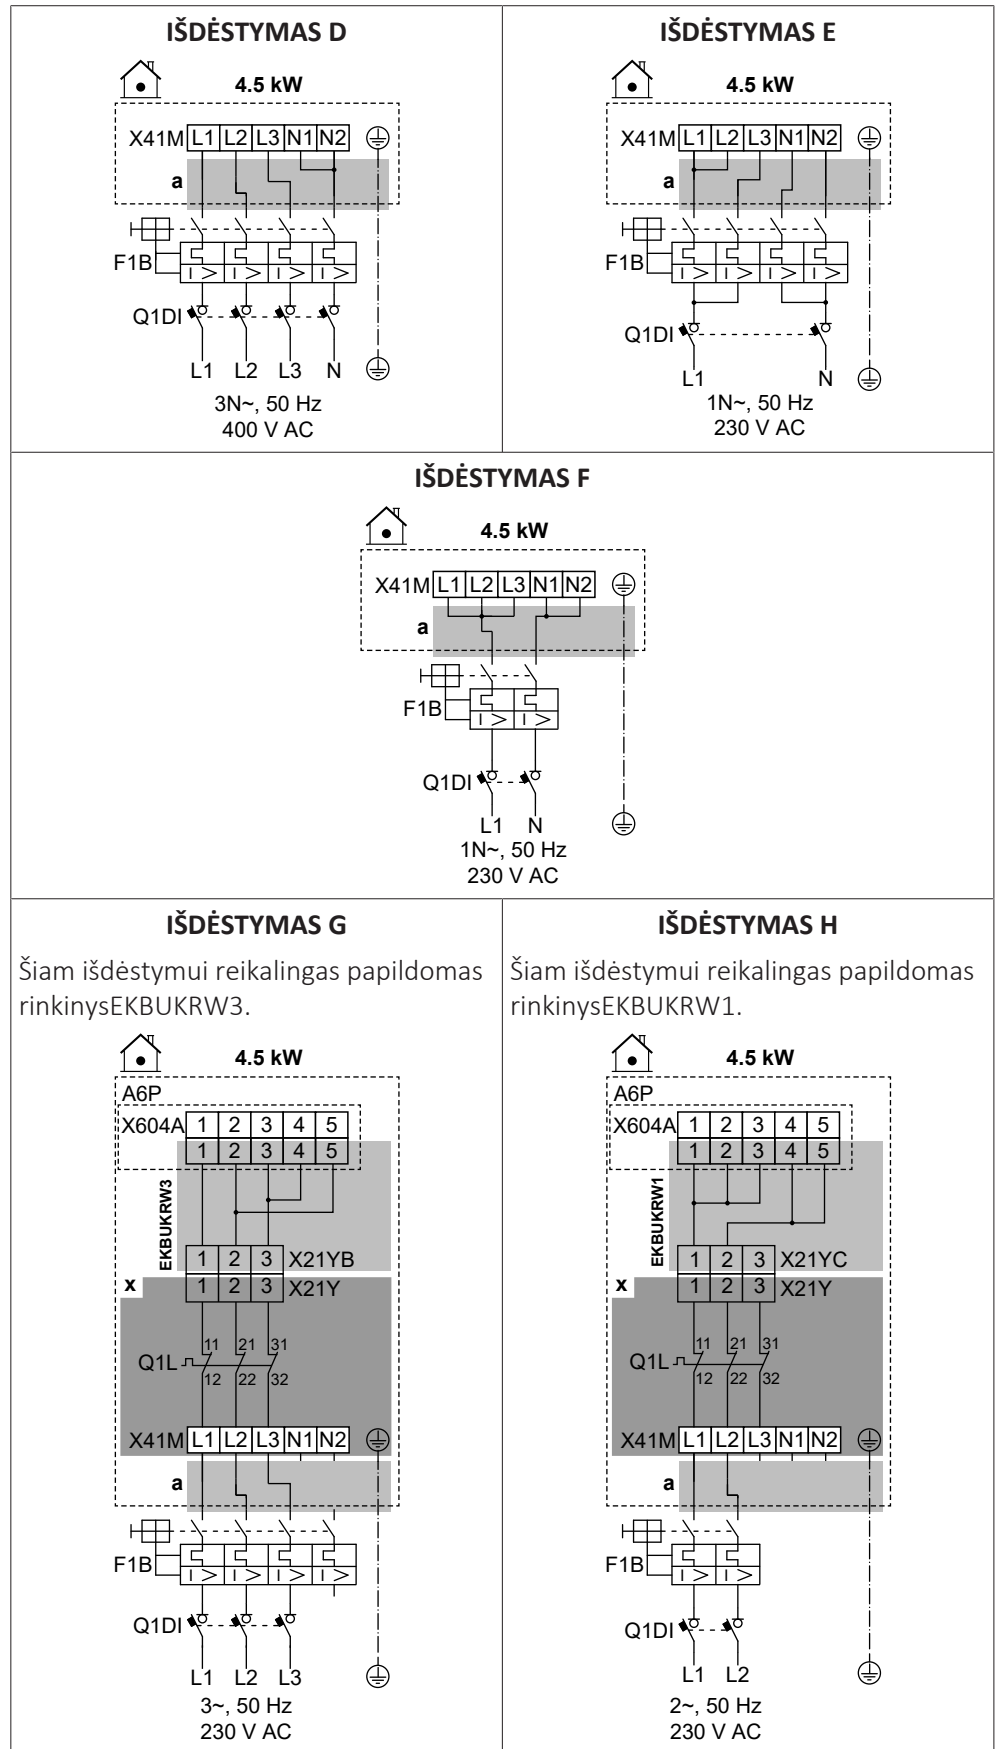 IŠDĖSTYMAS D
4.5 kW
X41M L1 L2 L3 N1 N2
a
F1B
I > I > I > I >
Q1DI
L1 L2 L3 N
3N~, 50 Hz
400 V AC
IŠDĖSTYMAS E
4.5 kW
X41M L1 L2 L3 N1 N2
a
F1B
I > I > I > I >
Q1DI
L1 N
1N~, 50 Hz
230 V AC
IŠDĖSTYMAS F
4.5 kW
X41M L1 L2 L3 N1 N2
a
F1B
I > I >
Q1DI
L1 N
1N~, 50 Hz
230 V AC
IŠDĖSTYMAS G
Šiam išdėstymui reikalingas papildomas
rinkinysEKBUKRW3.
4.5 kW
A6P
X604A 1 2 3 4 5
1 2 3 4 5
EKBUKRW3
1 2 3 X21YB
x
1 2 3 X21Y
11 21 31
Q1L
12 22 32
X41M L1 L2 L3 N1 N2
a
F1B
I > I > I > I >
Q1DI
L1 L2 L3
3~, 50 Hz
230 V AC
IŠDĖSTYMAS H
Šiam išdėstymui reikalingas papildomas
rinkinysEKBUKRW1.
4.5 kW
A6P
X604A 1 2 3 4 5
1 2 3 4 5
EKBUKRW1
1 2 3 X21YC
x
1 2 3 X21Y
11 21 31
Q1L
12 22 32
X41M L1 L2 L3 N1 N2
a
F1B
I > I >
Q1DI
L1 L2
2~, 50 Hz
230 V AC